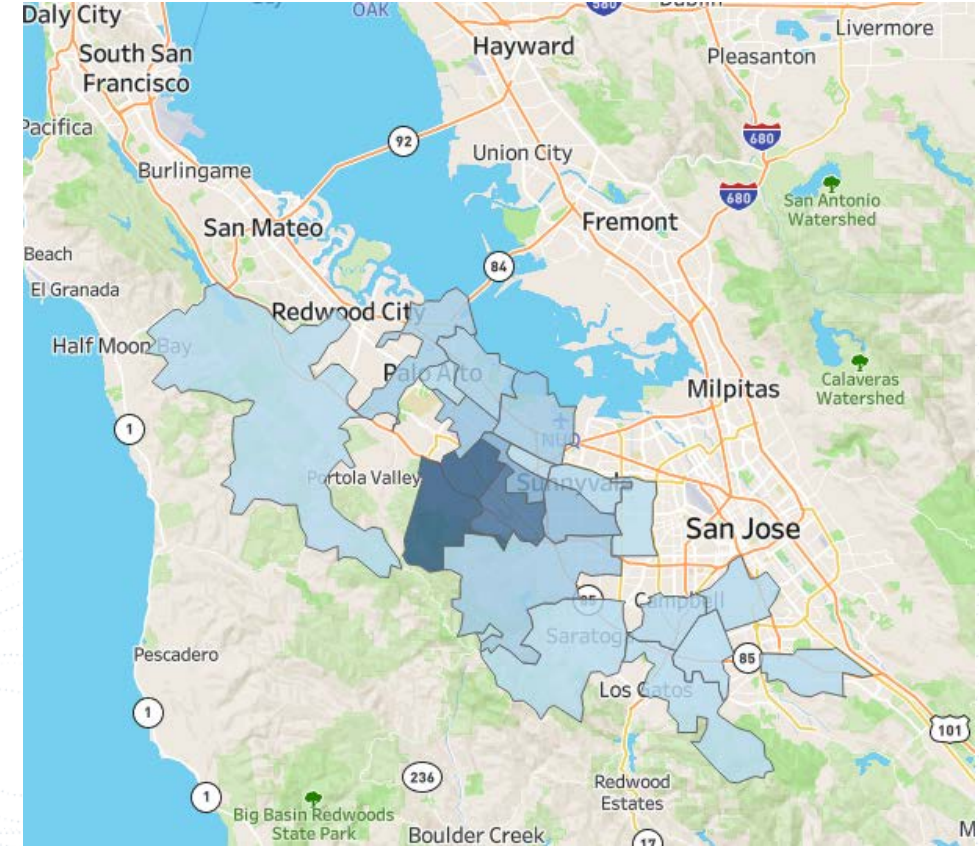 Daly City
OAK
580
Dublin
Livermore
South San
Francisco
Hayward
Pleasanton
Pacifica
92
680
Burlingame
Union City
680
San Antonio
Watershed
San Mateo
Fremont
Beach
84
El Granada
Redwood City
Half Moon Bay
Palo Alto
Milpitas
Calaveras
Watershed
1
NUQ
Portola Valley
Sunnyvale
San Jose
85
Campbell
Saratoga
Pescadero
85
Los Gatos
1
101
236
Redwood
Estates
1
Big Basin Redwoods
State Park
Boulder Creek
17
M